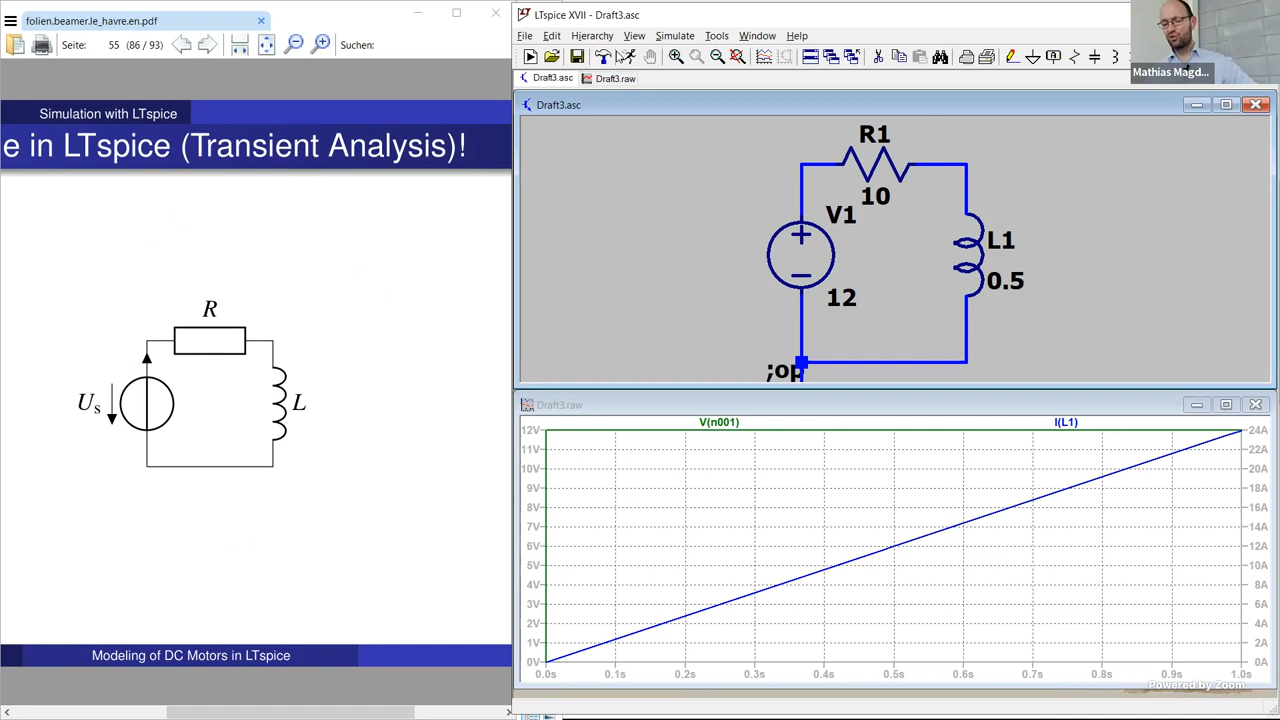 folien.beamer.le_havre.en.pdf
Seite: 55 (86 / 93) Suchen:
Simulation with LTspice
e in LTspice (Transient Analysis)!
R
Us
L
Modeling of DC Motors in LTspice
LTspice XVII - Draft3.asc
File Edit Hierarchy View Simulate Tools Window Help
Draft3.asc Draft3.raw
Draft3.asc
R1
10
V1
12
L1
0.5
;op
Draft3.raw
V(n001) I(L1)
12V 24A
11V 22A
10V 20A
9V 18A
8V 16A
7V 14A
6V 12A
5V 10A
4V 8A
3V 6A
2V 4A
1V 2A
0V 0A
0.0s 0.1s 0.2s 0.3s 0.4s 0.5s 0.6s 0.7s 0.8s 0.9s 1.0s
Mathias Magd...
Powered by Zoom